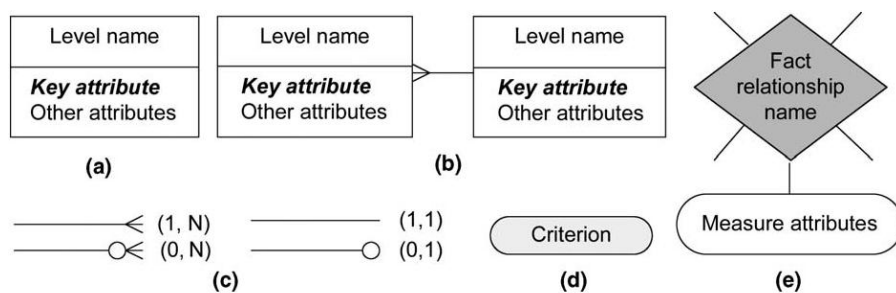 Level name
Key attribute
Other attributes
(a)
Level name
Key attribute
Other attributes
Level name
Key attribute
Other attributes
(b)
(1, N)
(0, N)
(1,1)
(0,1)
(c)
Criterion
(d)
Fact
relationship
name
Measure attributes
(e)